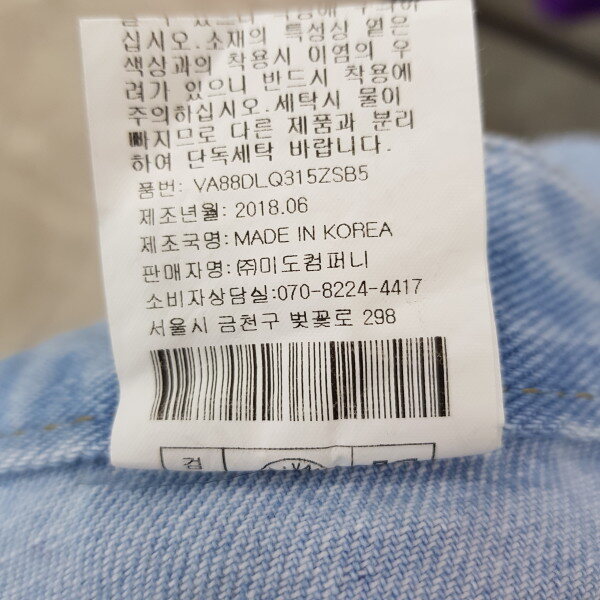 십시오.소재의 특성상 옅은
색상과의 착용시 이염의 우
려가 있으니 반드시 착용에
주의하십시오.세탁시 물이
빠지므로 다른 제품과 분리
하여 단독세탁 바랍니다.
품번: VA88DLQ315ZSB5
제조년월: 2018.06
제조국명: MADE IN KOREA
판매자명: ㈜미도컴퍼니
소비자상담실:070-8224-4417
서울시 금천구 벚꽃로 298
검